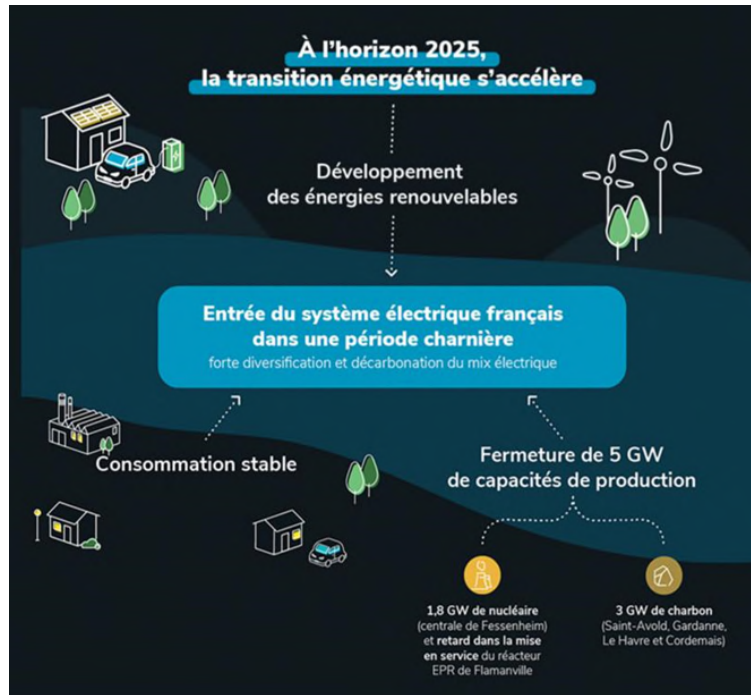 À l’horizon 2025,
la transition énergétique s’accélère
Développement
des énergies renouvelables
Entrée du système électrique français
dans une période charnière
forte diversification et décarbonation du mix électrique
Consommation stable
Fermeture de 5 GW
de capacités de production
1,8 GW de nucléaire
(centrale de Fessenheim)
et retard dans la mise
en service du réacteur
EPR de Flamanville
3 GW de charbon
(Saint-Avold, Gardanne,
Le Havre et Cordemais)